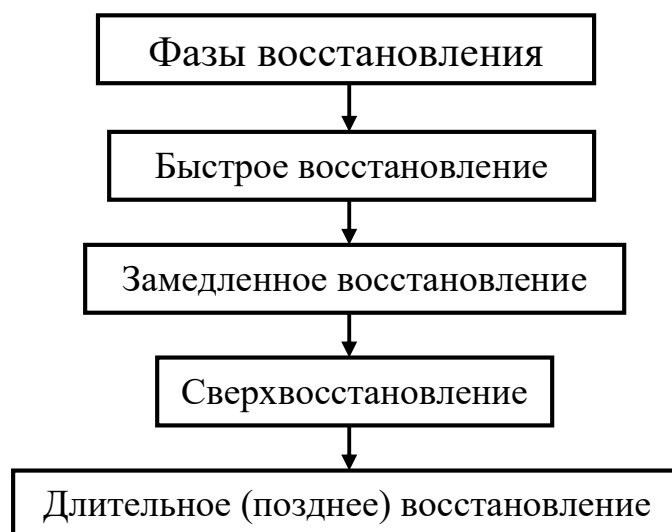 Фазы восстановления
Быстрое восстановление
Замедленное восстановление
Сверхвосстановление
Длительное (позднее) восстановление